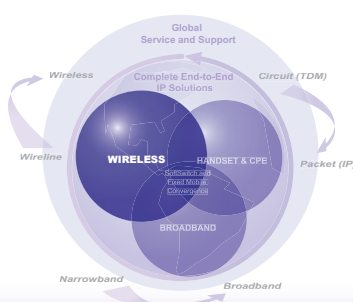 Global
Service and Support
Wireless
Complete End-to-End
IP Solutions
Circuit (TDM)
Wireline
WIRELESS
HANDSET & CPE
Packet (IP)
SoftSwitch and
Fixed Mobile
Convergence
BROADBAND
Narrowband
Broadband